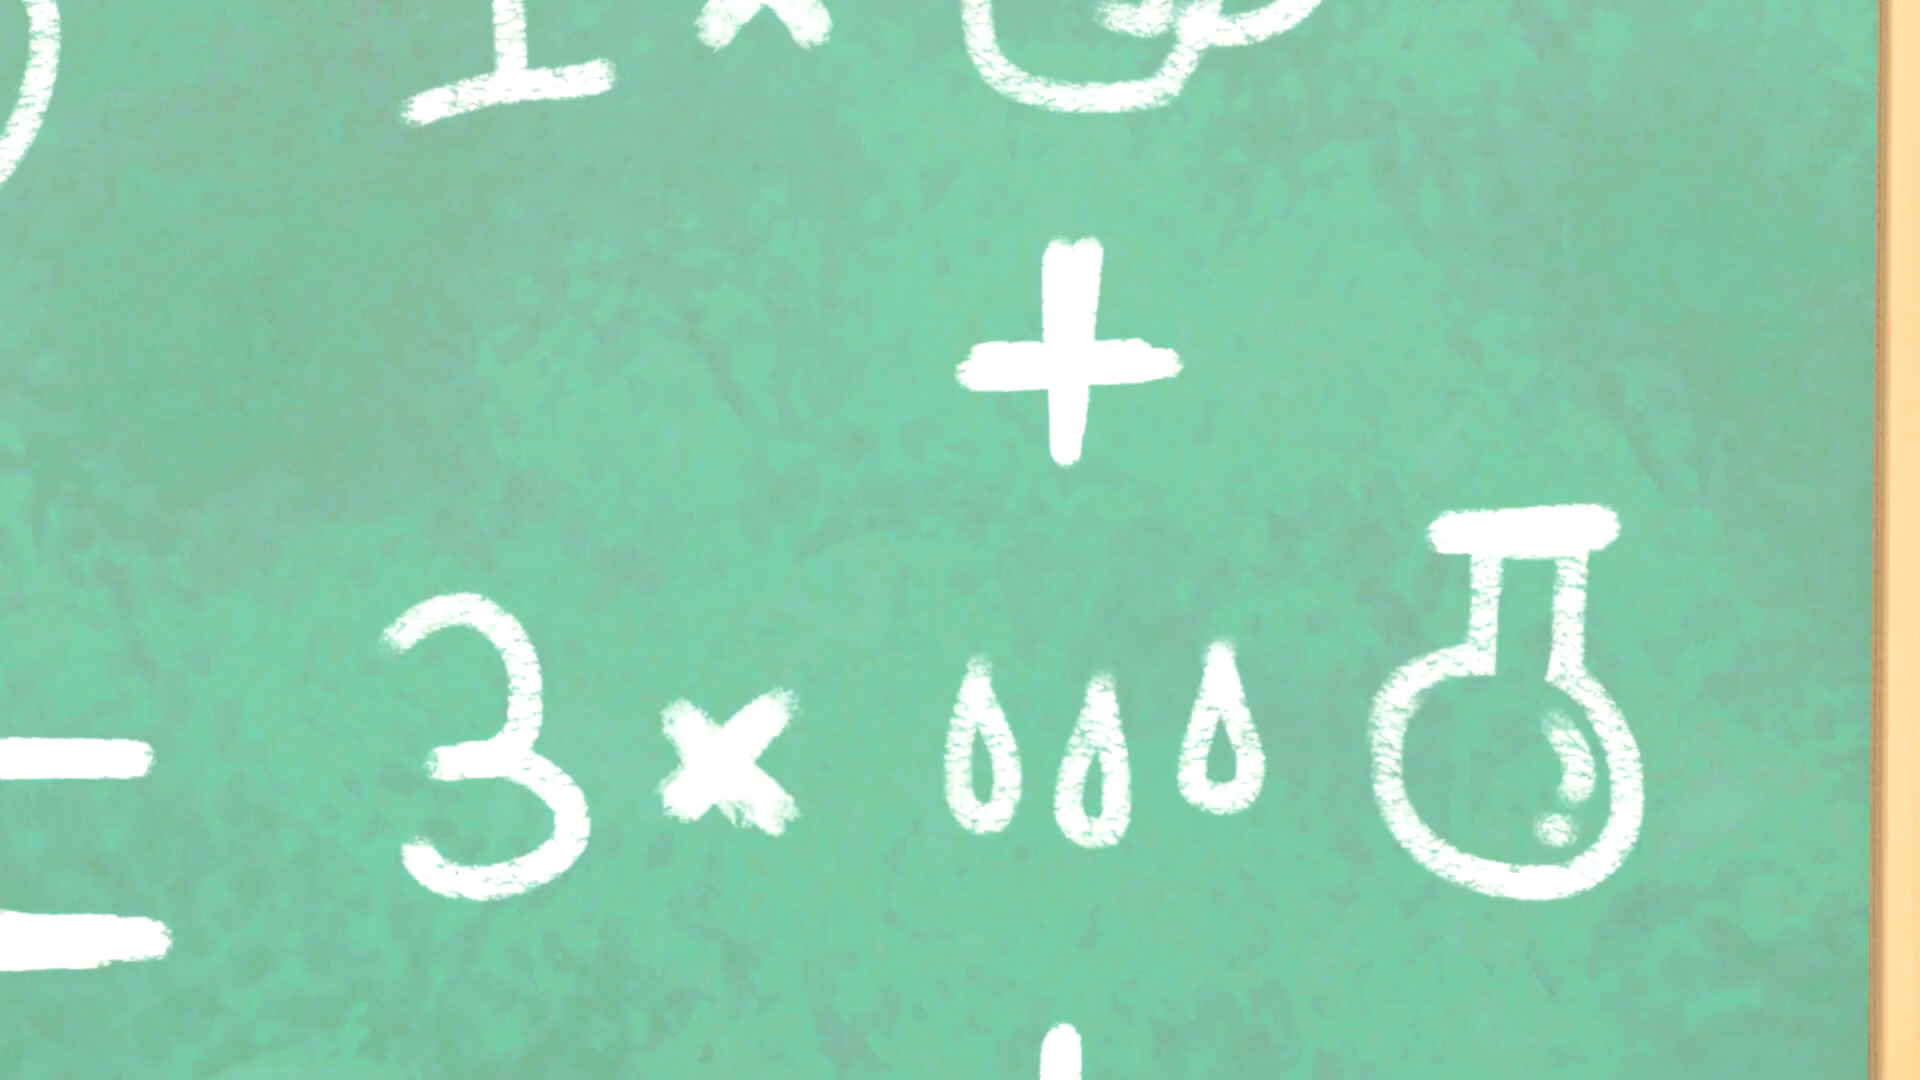 1 ×
+
= 3 ×